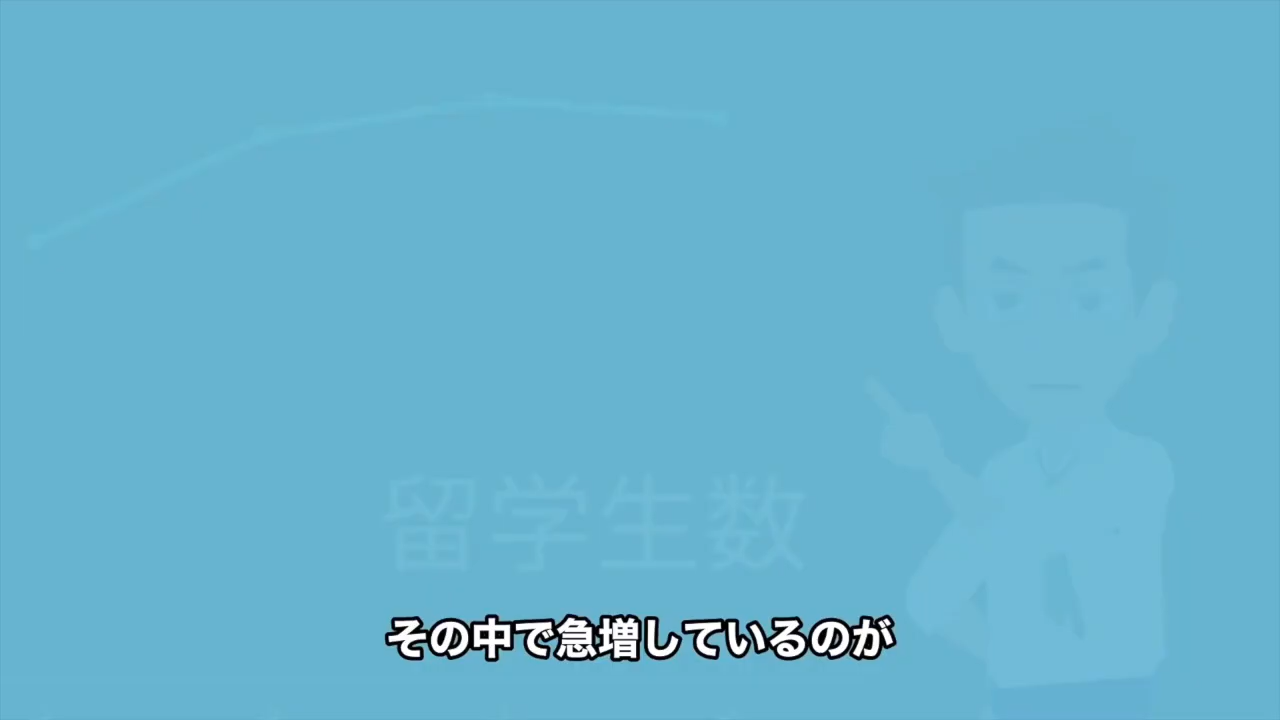 留学生数
その中で急増しているのが